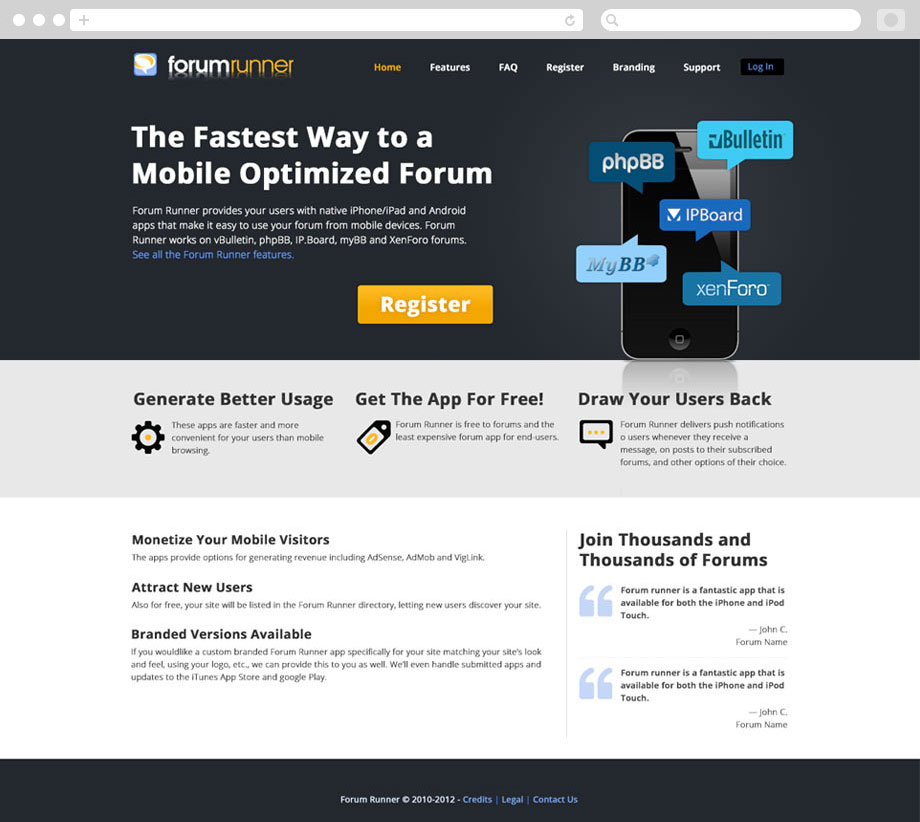 forumrunner
Home
Features
FAQ
Register
Branding
Support
Log In
The Fastest Way to a
Mobile Optimized Forum
Forum Runner provides your users with native iPhone/iPad and Android
apps that make it easy to use your forum from mobile devices. Forum
Runner works on vBulletin, phpBB, IP.Board, myBB and XenForo forums.
See all the Forum Runner features.
Register
vBulletin
phpBB
IPBoard
MyBB
xenForo
Generate Better Usage
These apps are faster and more
convenient for your users than mobile
browsing.
Get The App For Free!
Forum Runner is free to forums and the
least expensive forum app for end-users.
Draw Your Users Back
Forum Runner delivers push notifications
o users whenever they receive a
message, on posts to their subscribed
forums, and other options of their choice.
Monetize Your Mobile Visitors
The apps provide options for generating revenue including AdSense, AdMob and VigLink.
Attract New Users
Also for free, your site will be listed in the Forum Runner directory, letting new users discover your site.
Branded Versions Available
If you wouldlike a custom branded Forum Runner app specifically for your site matching your site's look
and feel, using your logo, etc., we can provide this to you as well. We'll even handle submitted apps and
updates to the iTunes App Store and google Play.
Join Thousands and
Thousands of Forums
Forum runner is a fantastic app that is
available for both the iPhone and iPod
Touch.
— John C,
Forum Name
Forum runner is a fantastic app that is
available for both the iPhone and iPod
Touch.
— John C,
Forum Name
Forum Runner © 2010-2012 - Credits | Legal | Contact Us